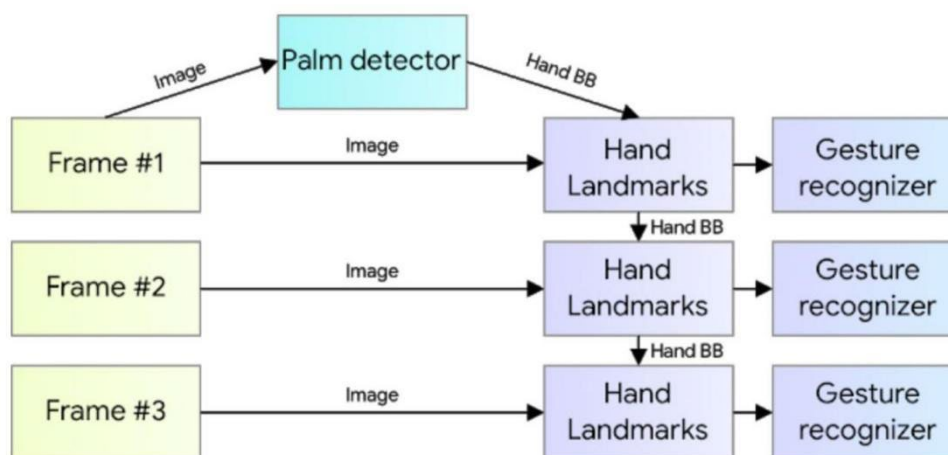 Palm detector
Image
Hand BB
Frame #1
Image
Hand
Landmarks
Gesture
recognizer
Hand BB
Frame #2
Image
Hand
Landmarks
Gesture
recognizer
Hand BB
Frame #3
Image
Hand
Landmarks
Gesture
recognizer